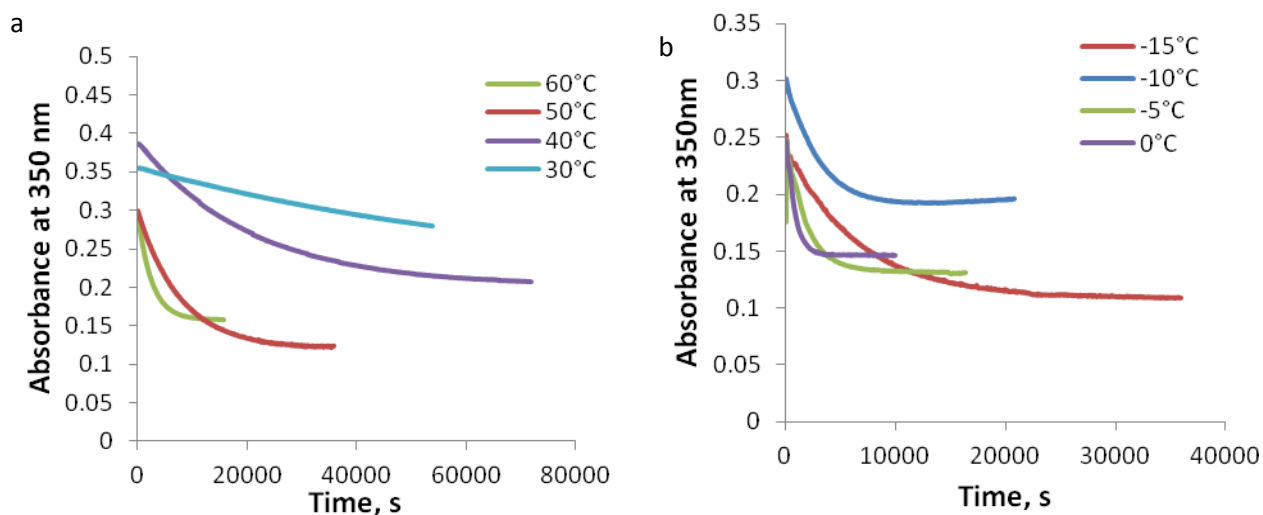 a
Absorbance at 350 nm
0.5
0.45
0.4
0.35
0.3
0.25
0.2
0.15
0.1
0.05
0
0 20000 40000 60000 80000
Time, s
60°C
50°C
40°C
30°C
b
Absorbance at 350nm
0.35
0.3
0.25
0.2
0.15
0.1
0.05
0
0 10000 20000 30000 40000
Time, s
-15°C
-10°C
-5°C
0°C